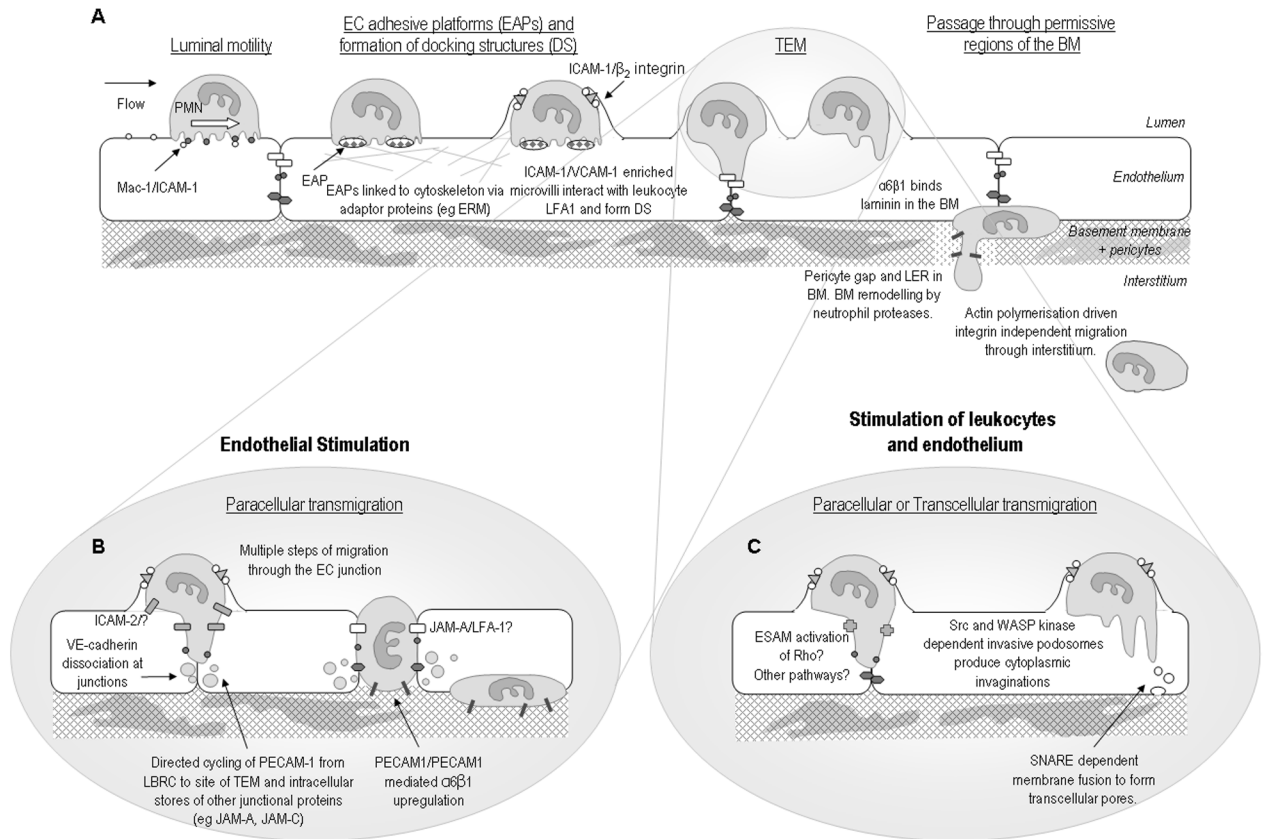 A
Luminal motility
EC adhesive platforms (EAPs) and
formation of docking structures (DS)
TEM
Passage through permissive
regions of the BM
ICAM-1/β2 integrin
Flow
PMN
Lumen
Mac-1/ICAM-1
EAP
EAPs linked to cytoskeleton via
adaptor proteins (eg ERM)
ICAM-1/VCAM-1 enriched
microvilli interact with leukocyte
LFA1 and form DS
α6β1 binds
laminin in the BM
Endothelium
Basement membrane
+ pericytes
Interstitium
Pericyte gap and LER in
BM. BM remodelling by
neutrophil proteases.
Actin polymerisation driven
integrin independent migration
through interstitium.
Endothelial Stimulation
Paracellular transmigration
B
Multiple steps of migration
through the EC junction
ICAM-2/?
VE-cadherin
dissociation at
junctions
JAM-A/LFA-1?
Directed cycling of PECAM-1 from
LBRC to site of TEM and intracellular
stores of other junctional proteins
(eg JAM-A, JAM-C)
PECAM1/PECAM1
mediated α6β1
upregulation
Stimulation of leukocytes
and endothelium
Paracellular or Transcellular transmigration
C
ESAM activation
of Rho?
Other pathways?
Src and WASP kinase
dependent invasive podosomes
produce cytoplasmic
invaginations
SNARE dependent
membrane fusion to form
transcellular pores.